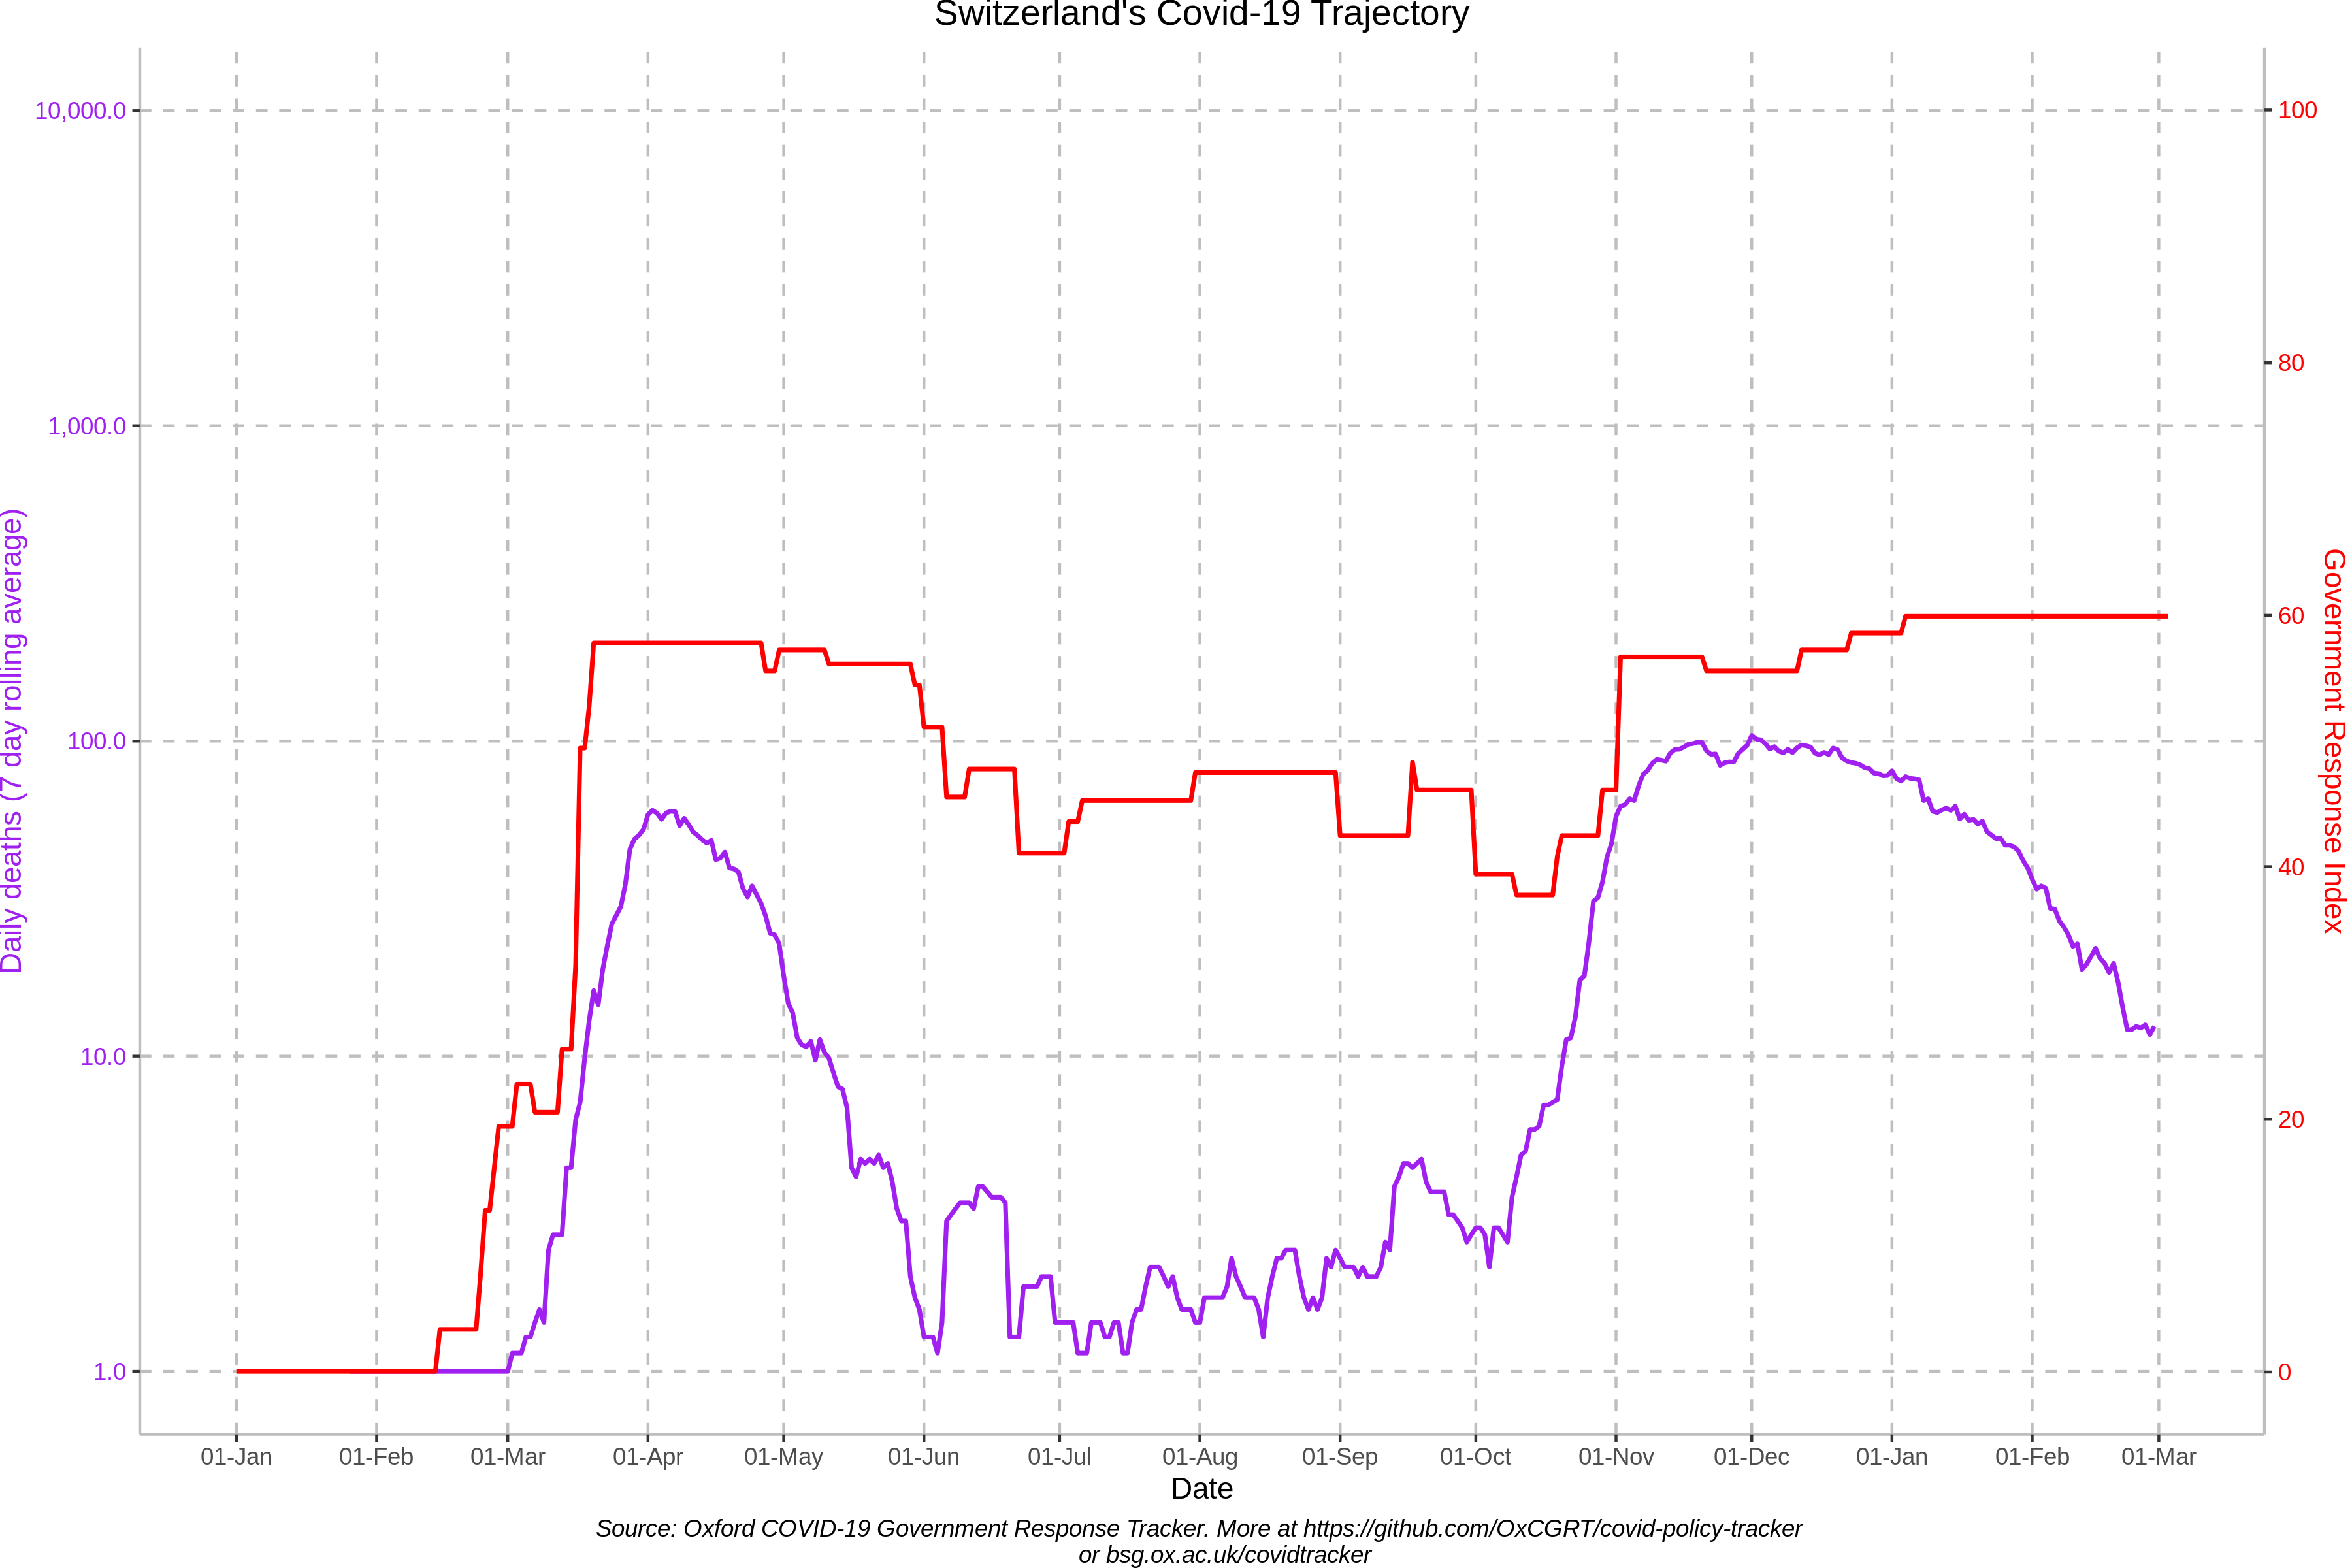 Switzerland's Covid-19 Trajectory
10,000.0
1,000.0
100.0
10.0
1.0
Daily deaths (7 day rolling average)
100
80
60
40
20
0
Government Response Index
01-Jan 01-Feb 01-Mar 01-Apr 01-May 01-Jun 01-Jul 01-Aug 01-Sep 01-Oct 01-Nov 01-Dec 01-Jan 01-Feb 01-Mar
Date
Source: Oxford COVID-19 Government Response Tracker. More at https://github.com/OxCGRT/covid-policy-tracker
or bsg.ox.ac.uk/covidtracker